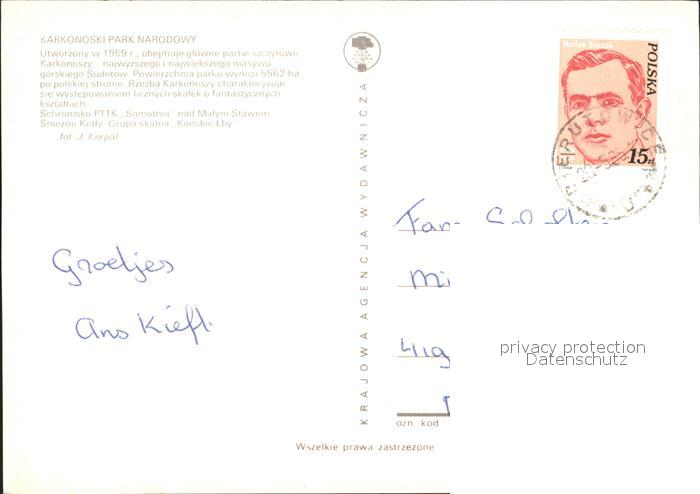 KARKONOSKI PARK NARODOWY
Utworzony w 1959 r.; obejmuje główne partie szczytowe
Karkonoszy - najwyższego i największego masywu
górskiego Sudetów. Powierzchnia parku wynosi 5562 ha
po polskiej stronie. Rzeźba Karkonoszy charakteryzuje
się występowaniem licznych skałek o fantastycznych
kształtach.
Schronisko PTTK „Samotnia" nad Małym Stawem.
Śnieżne Kotły. Grupa skalna „Końskie Łby"
fot. J. Korpal
Groetjes
Ans
KRAJOWA AGENCJA WYDAWNICZA
Marian Buczek
POLSKA
15 zł
Fam
privacy protection
Datenschutz
ozn. kod
Wszelkie prawa zastrzeżone